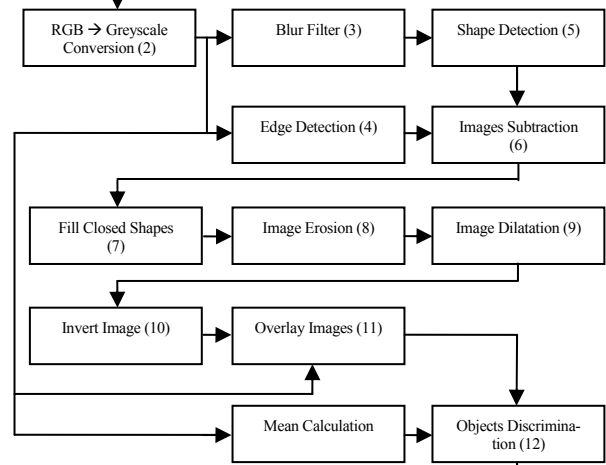 RGB → Greyscale
Conversion (2)
Blur Filter (3)
Shape Detection (5)
Edge Detection (4)
Images Subtraction
(6)
Fill Closed Shapes
(7)
Image Erosion (8)
Image Dilatation (9)
Invert Image (10)
Overlay Images (11)
Mean Calculation
Objects Discrimina-
tion (12)